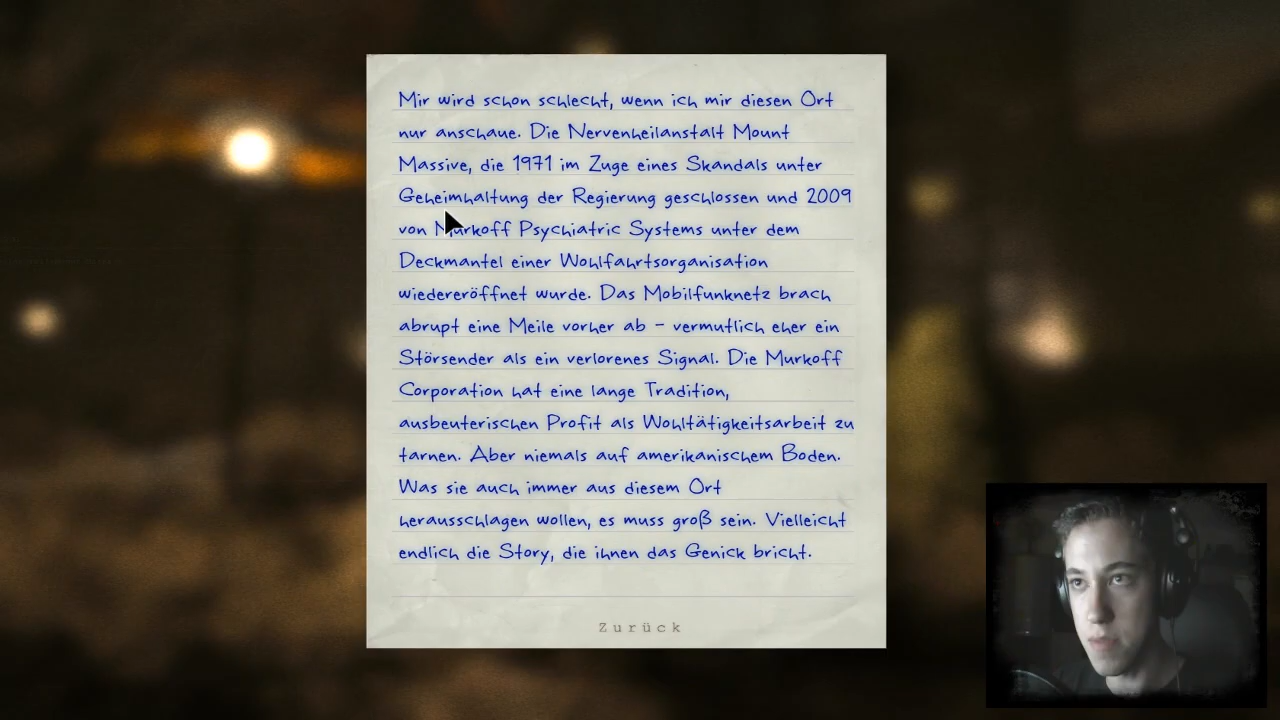 Mir wird schon schlecht, wenn ich mir diesen Ort
nur anschaue. Die Nervenheilanstalt Mount
Massive, die 1971 im Zuge eines Skandals unter
Geheimhaltung der Regierung geschlossen und 2009
von Murkoff Psychiatric Systems unter dem
Deckmantel einer Wohlfahrtsorganisation
wiedereröffnet wurde. Das Mobilfunknetz brach
abrupt eine Meile vorher ab - vermutlich eher ein
Störsender als ein verlorenes Signal. Die Murkoff
Corporation hat eine lange Tradition,
ausbeuterischen Profit als Wohltätigkeitsarbeit zu
tarnen. Aber niemals auf amerikanischem Boden.
Was sie auch immer aus diesem Ort
herausschlagen wollen, es muss groß sein. Vielleicht
endlich die Story, die ihnen das Genick bricht.
Zurück